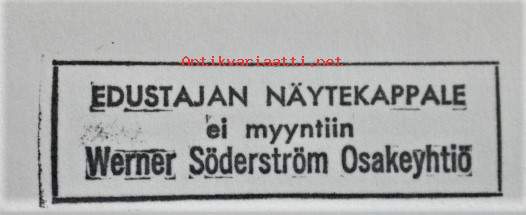 Antikvariaatti.net
EDUSTAJAN NÄYTEKAPPALE
ei myyntiin
Werner Söderström Osakeyhtiö